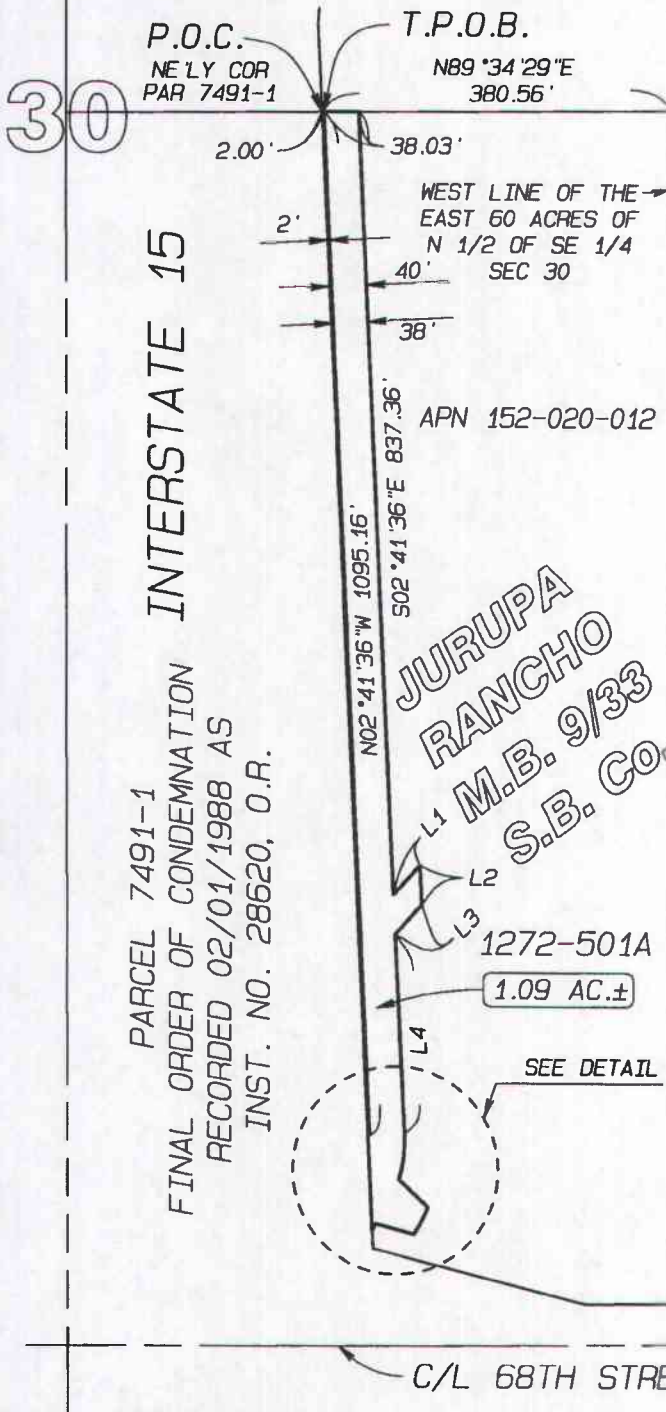 P.O.C.
NE'LY COR
PAR 7491-1
T.P.O.B.
N89°34'29"E
380.56'
30
2.00'
38.03'
WEST LINE OF THE
EAST 60 ACRES OF
N 1/2 OF SE 1/4
SEC 30
2'
40'
38'
INTERSTATE 15
APN 152-020-012
S02°41'36"E 837.36'
N02°41'36"W 1095.16'
JURUPA
RANCHO
M.B. 9/33
S.B. Co
PARCEL 7491-1
FINAL ORDER OF CONDEMNATION
RECORDED 02/01/1988 AS
INST. NO. 28620, O.R.
L1
L2
L3
1272-501A
1.09 AC.±
L4
SEE DETAIL
C/L 68TH STRE